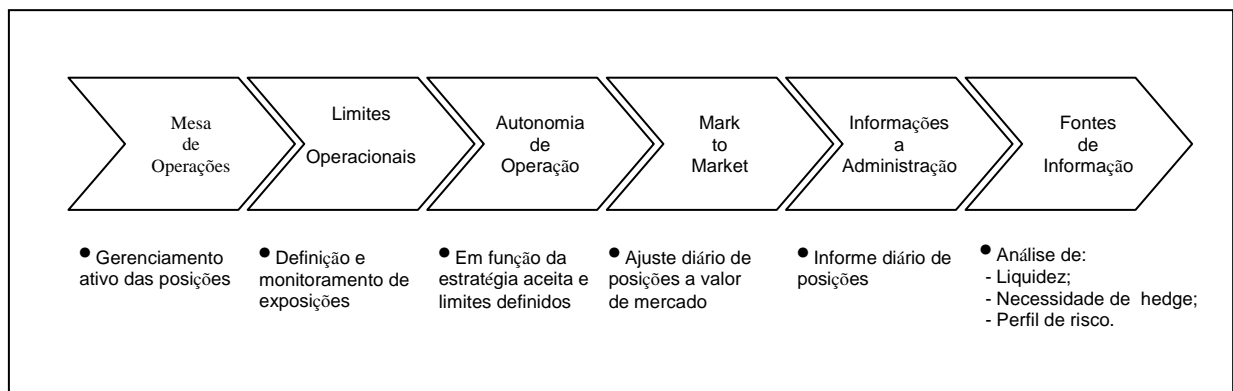 Mesa
de
Operações
Limites
Operacionais
Autonomia
de
Operação
Mark
to
Market
Informações
a
Administração
Fontes
de
Informação
● Gerenciamento
ativo das posições
● Definição e
monitoramento de
exposições
● Em função da
estratégia aceita e
limites definidos
● Ajuste diário de
posições a valor
de mercado
● Informe diário de
posições
● Análise de:
- Liquidez;
- Necessidade de hedge;
- Perfil de risco.